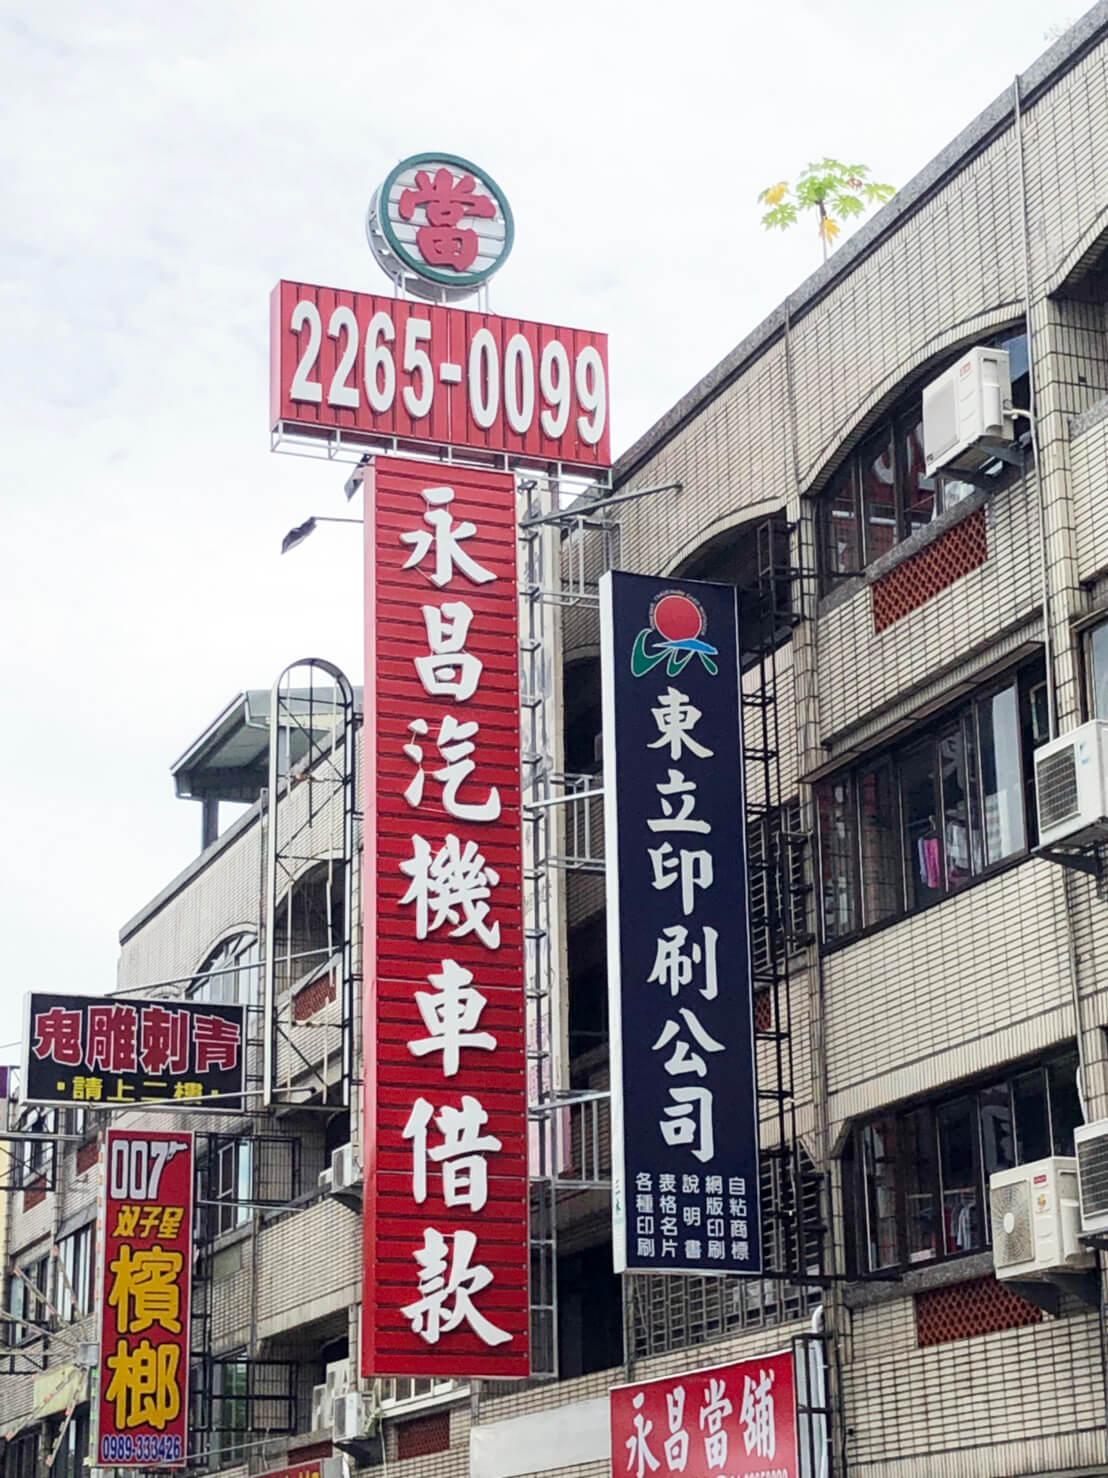 當
2265-0099
永昌汽機車借款
東立印刷公司
自粘商標
網版印刷
說明書
表格名片
各種印刷
鬼雕刺青
·請上二樓·
007
双子星
檳榔
0989-333426
永昌當舖